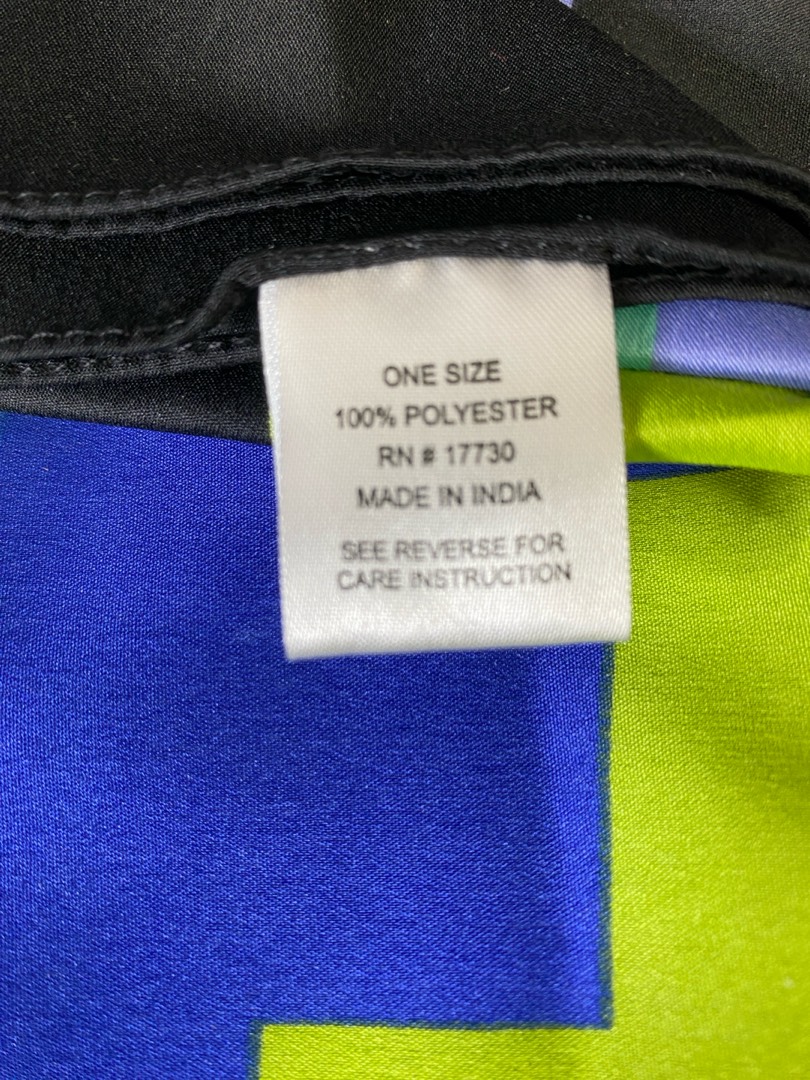 ONE SIZE
100% POLYESTER
RN # 17730
MADE IN INDIA
SEE REVERSE FOR
CARE INSTRUCTION